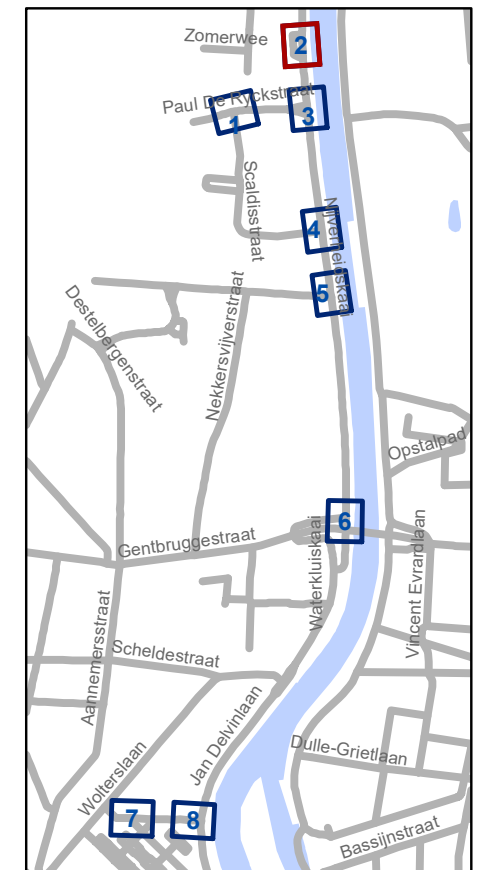 Zomerwee
2
Paul De Ryckstraat
1
3
Scaldisstraat
4
Nijverheidskaai
5
Nekkersvijverstraat
Destelbergenstraat
Opstalpad
6
Gentbruggestraat
Waterkluiskaai
Vincent Evrardlaan
Aannemersstraat
Scheldestraat
Jan Delvinlaan
Dulle-Grietlaan
Wolterslaan
7
8
Bassijnstraat